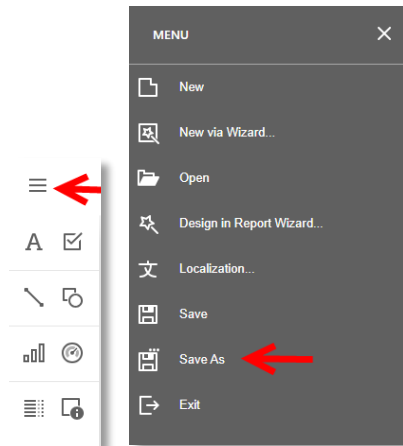 MENU
New
New via Wizard...
Open
Design in Report Wizard...
Localization...
Save
Save As
Exit
A